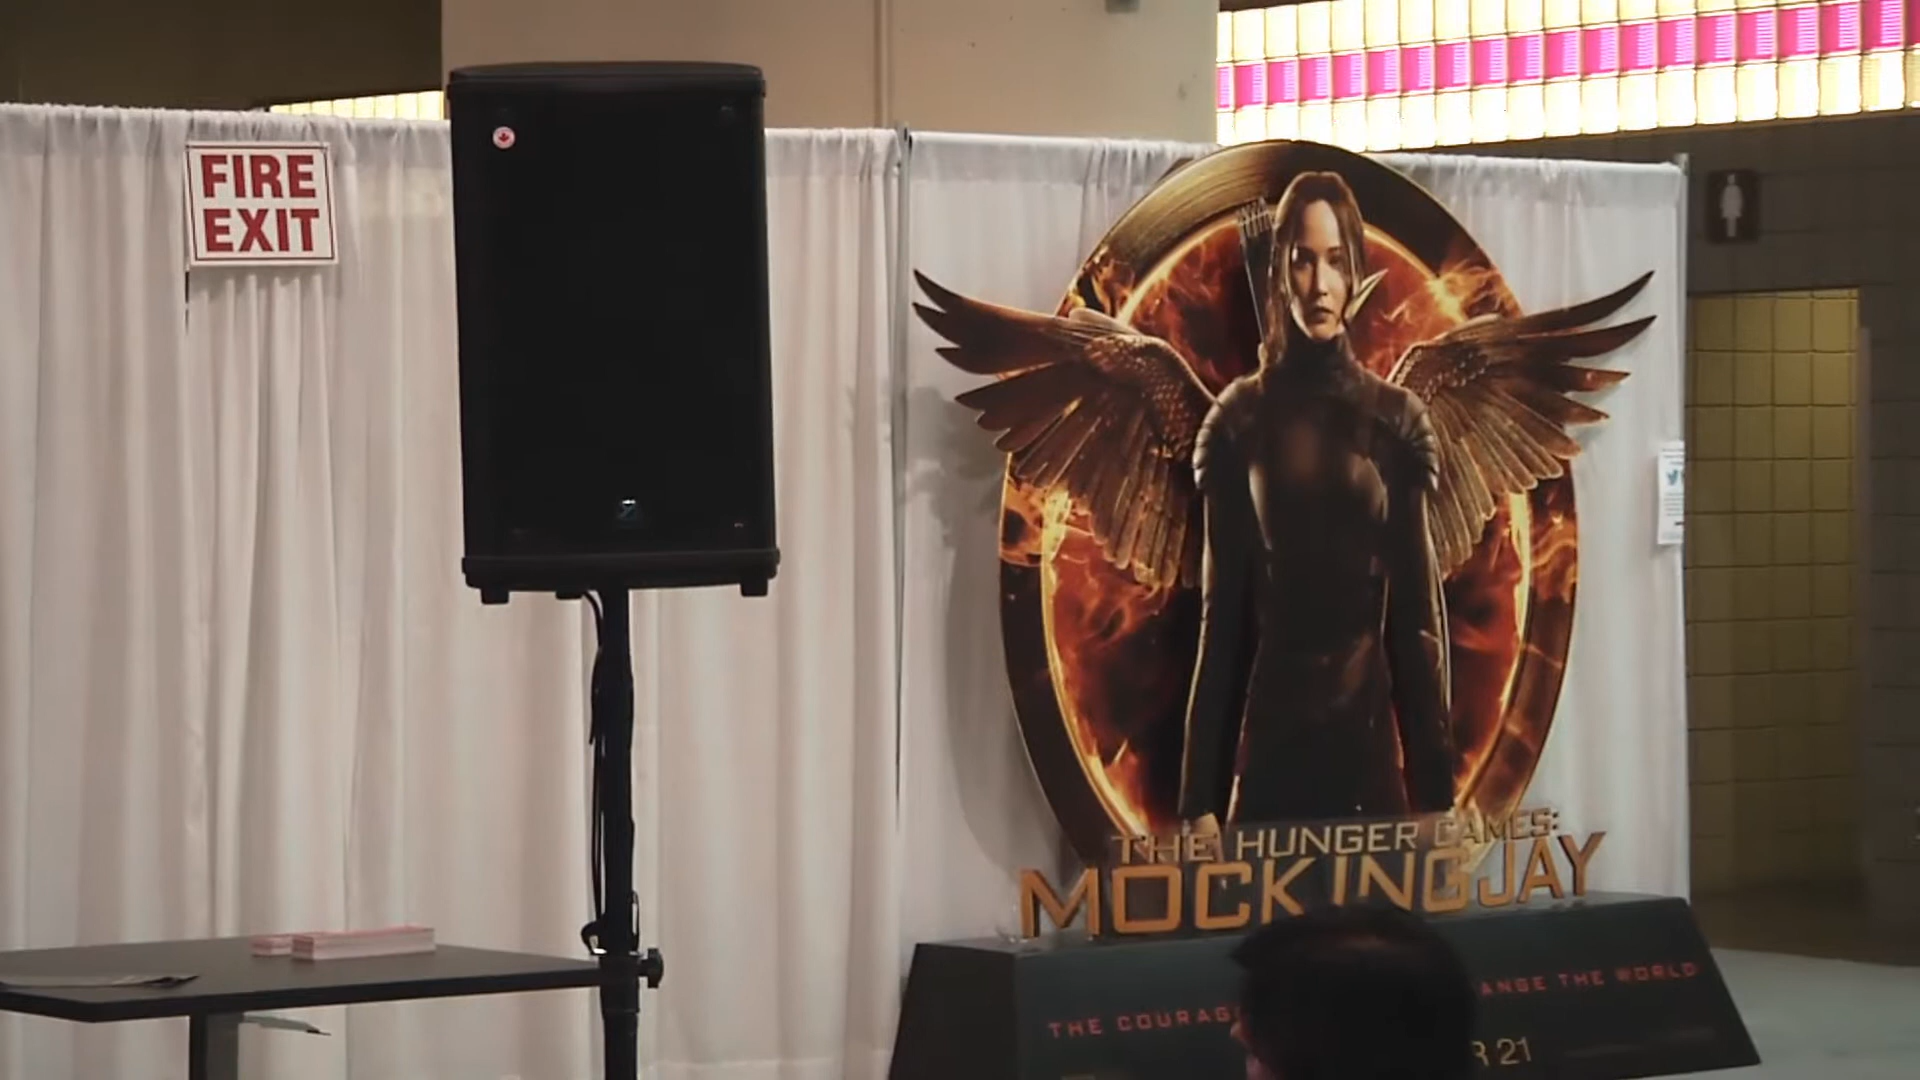 FIRE
EXIT
THE HUNGER GAMES:
MOCKINGJAY
THE COURAG
ANGE THE WORLD
R 21